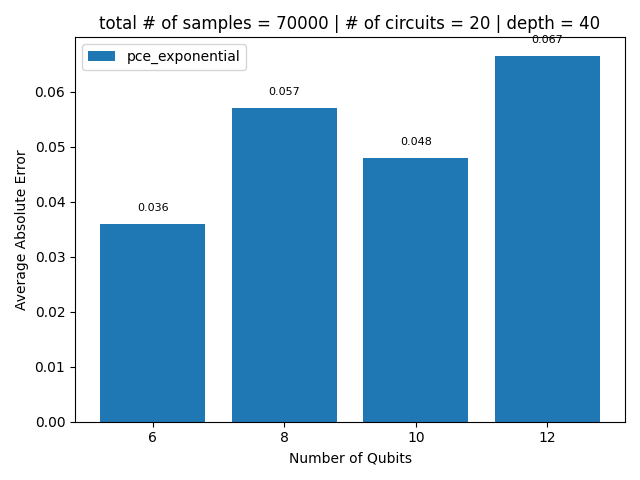 total # of samples = 70000 | # of circuits = 20 | depth = 40
pce_exponential
0.067
0.057
0.048
0.036
0.06
0.05
0.04
0.03
0.02
0.01
0.00
Average Absolute Error
6 8 10 12
Number of Qubits